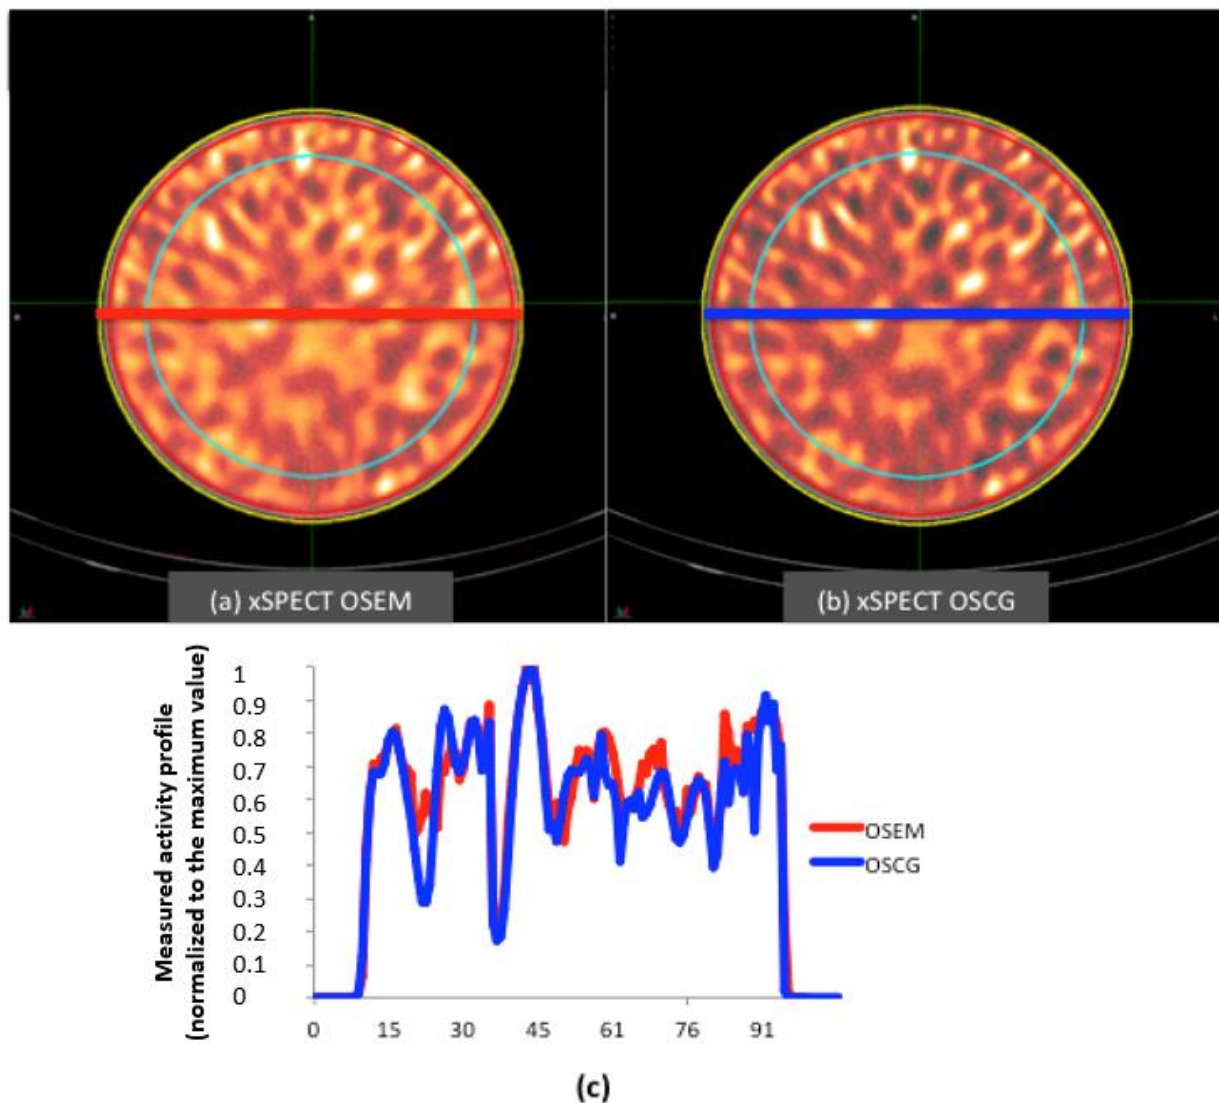 (a) xSPECT OSEM
(b) xSPECT OSCG
Measured activity profile
(normalized to the maximum value)
1
0.9
0.8
0.7
0.6
0.5
0.4
0.3
0.2
0.1
0
0 15 30 45 61 76 91
OSEM
OSCG
(c)